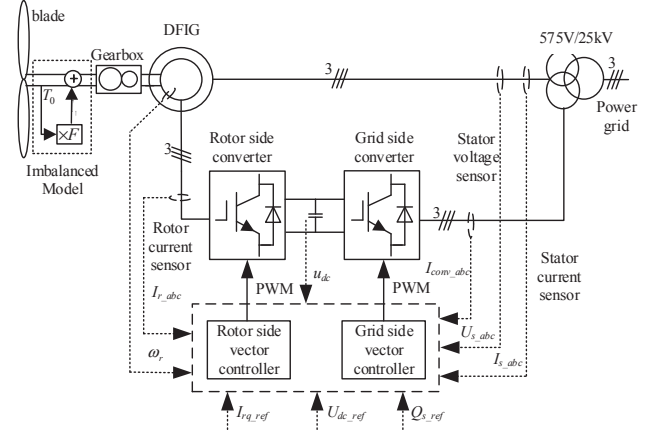 blade
DFIG
575V/25kV
Gearbox
3
3
T0
Power
grid
×F
Imbalanced
Model
3
Rotor side
converter
Grid side
converter
Stator
voltage
sensor
3
Rotor
current
sensor
Stator
current
sensor
udc
Iconv_abc
Ir_abc
PWM
PWM
Us_abc
Is_abc
ωr
Rotor side
vector
controller
Grid side
vector
controller
Irq_ref
Udc_ref
Qs_ref